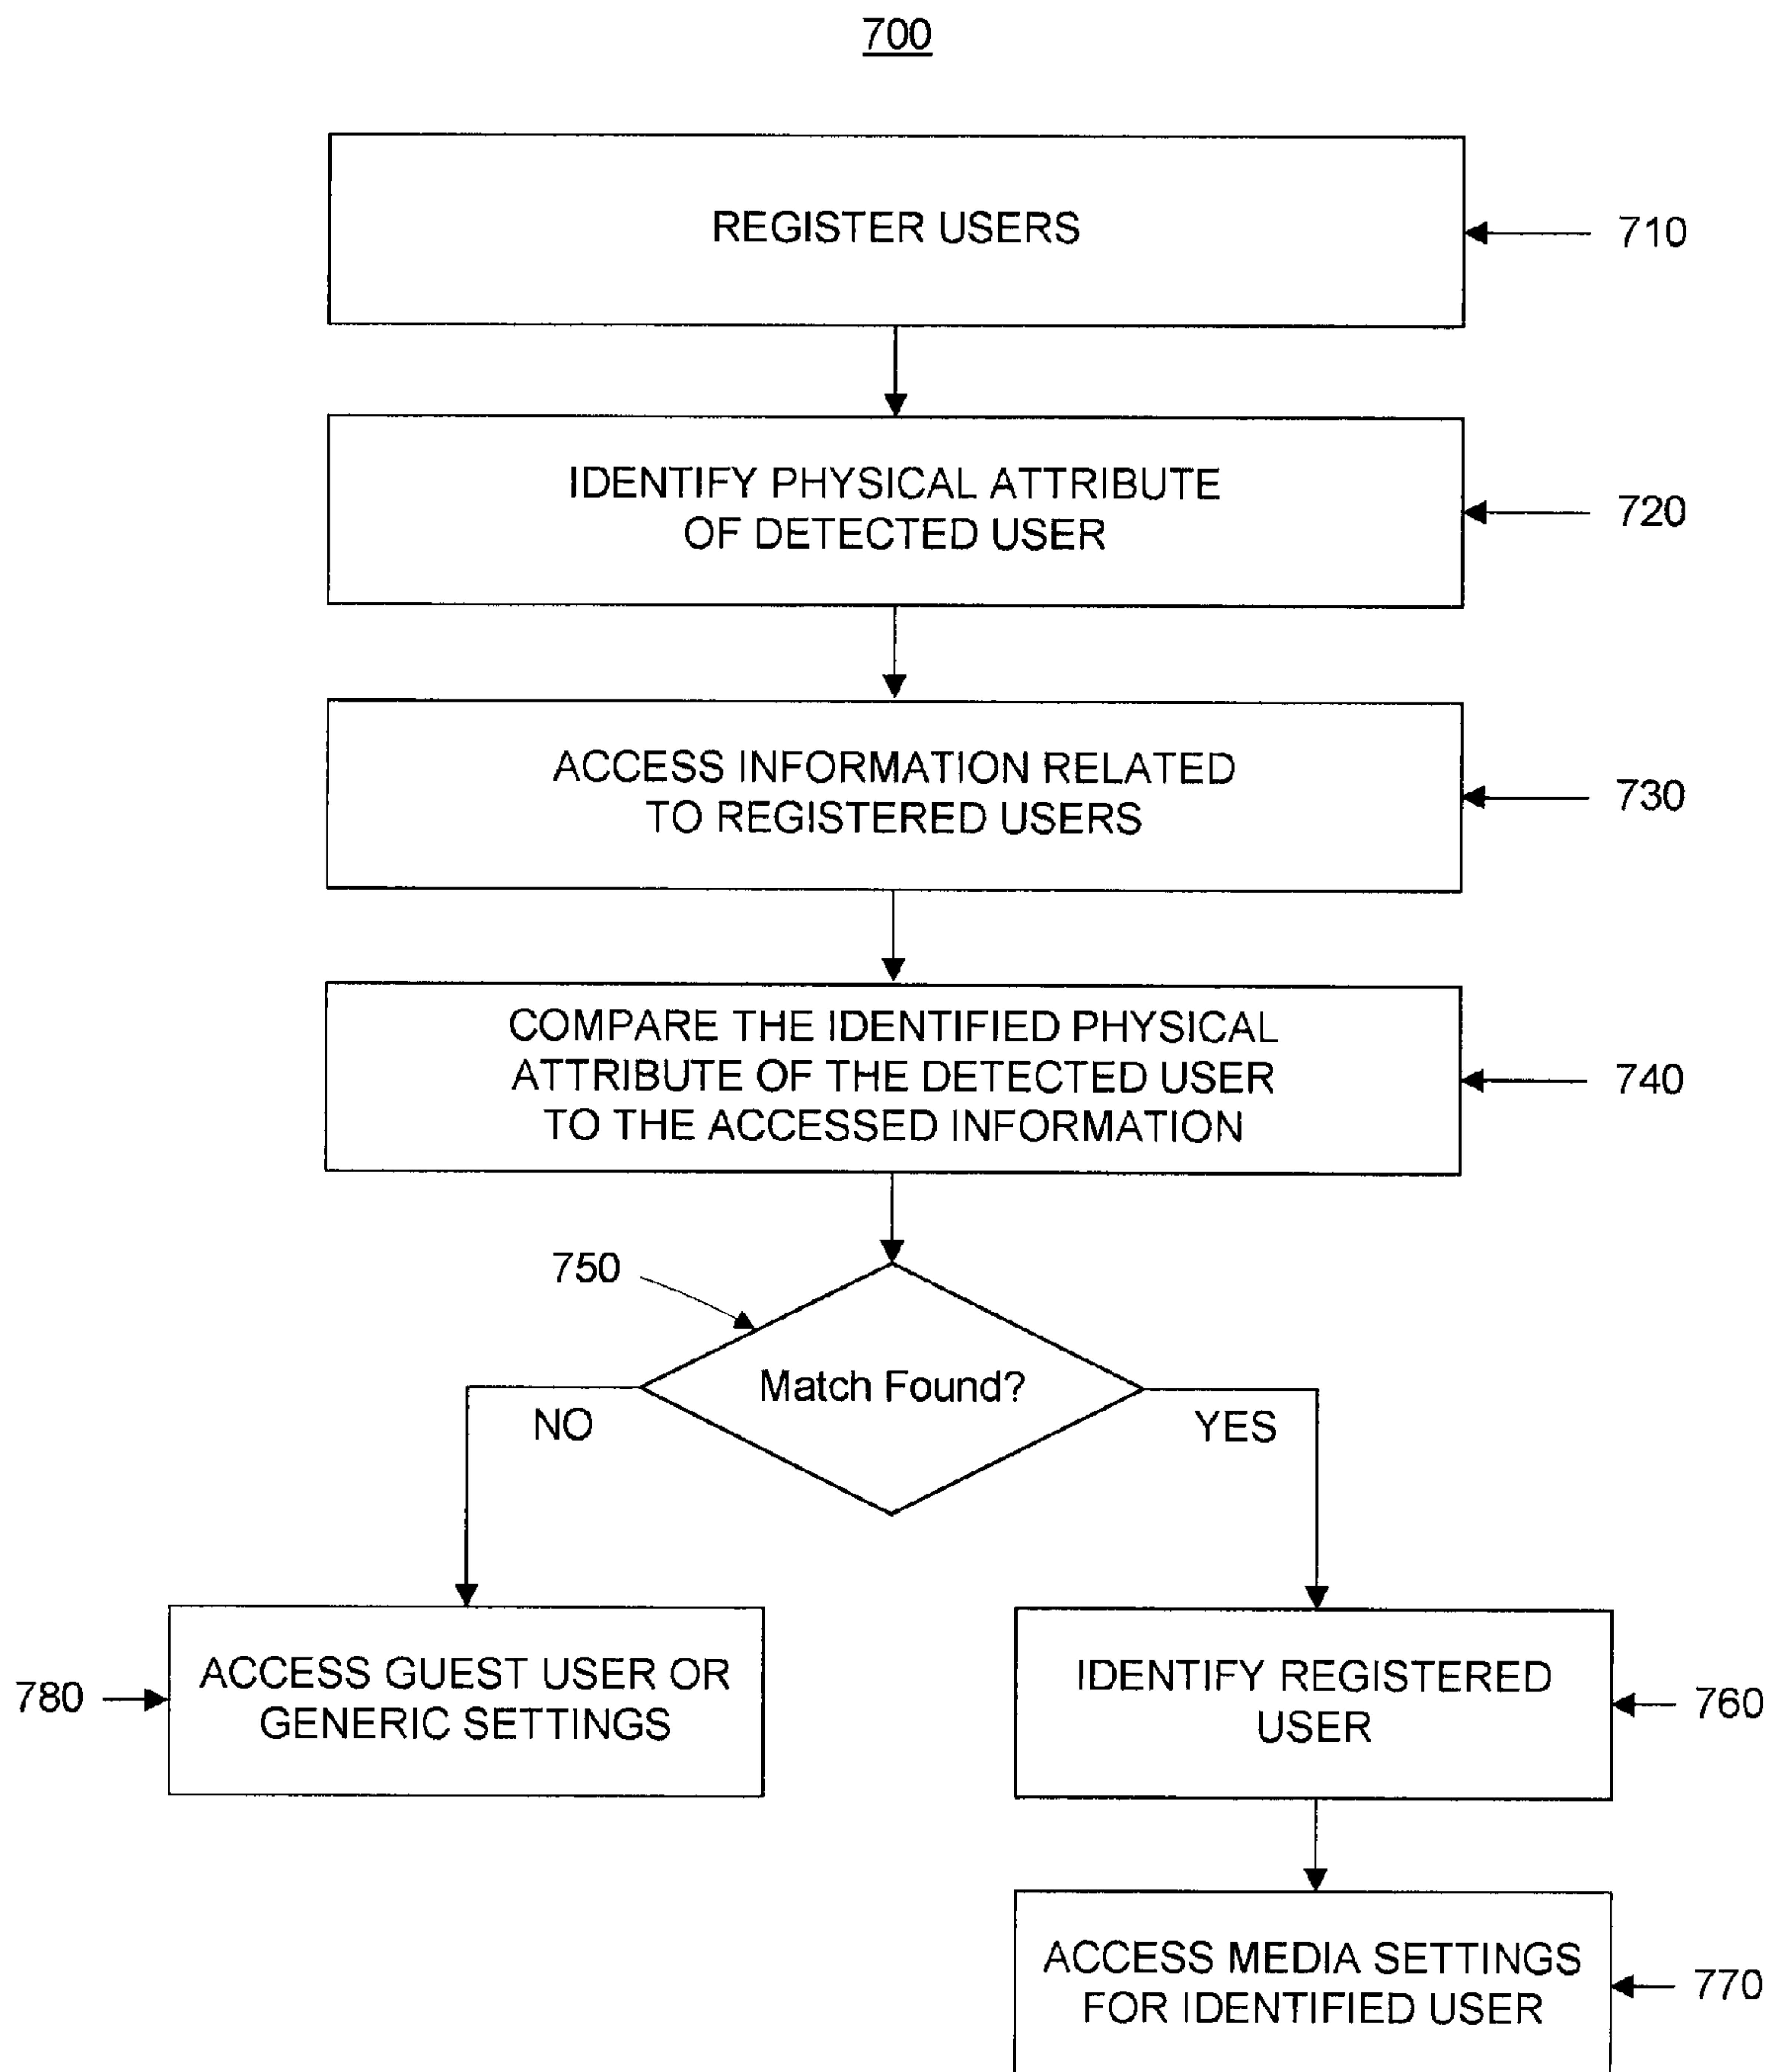 700
REGISTER USERS
710
IDENTIFY PHYSICAL ATTRIBUTE
OF DETECTED USER
720
ACCESS INFORMATION RELATED
TO REGISTERED USERS
730
COMPARE THE IDENTIFIED PHYSICAL
ATTRIBUTE OF THE DETECTED USER
TO THE ACCESSED INFORMATION
740
750
Match Found?
NO
YES
780
ACCESS GUEST USER OR
GENERIC SETTINGS
IDENTIFY REGISTERED
USER
760
ACCESS MEDIA SETTINGS
FOR IDENTIFIED USER
770